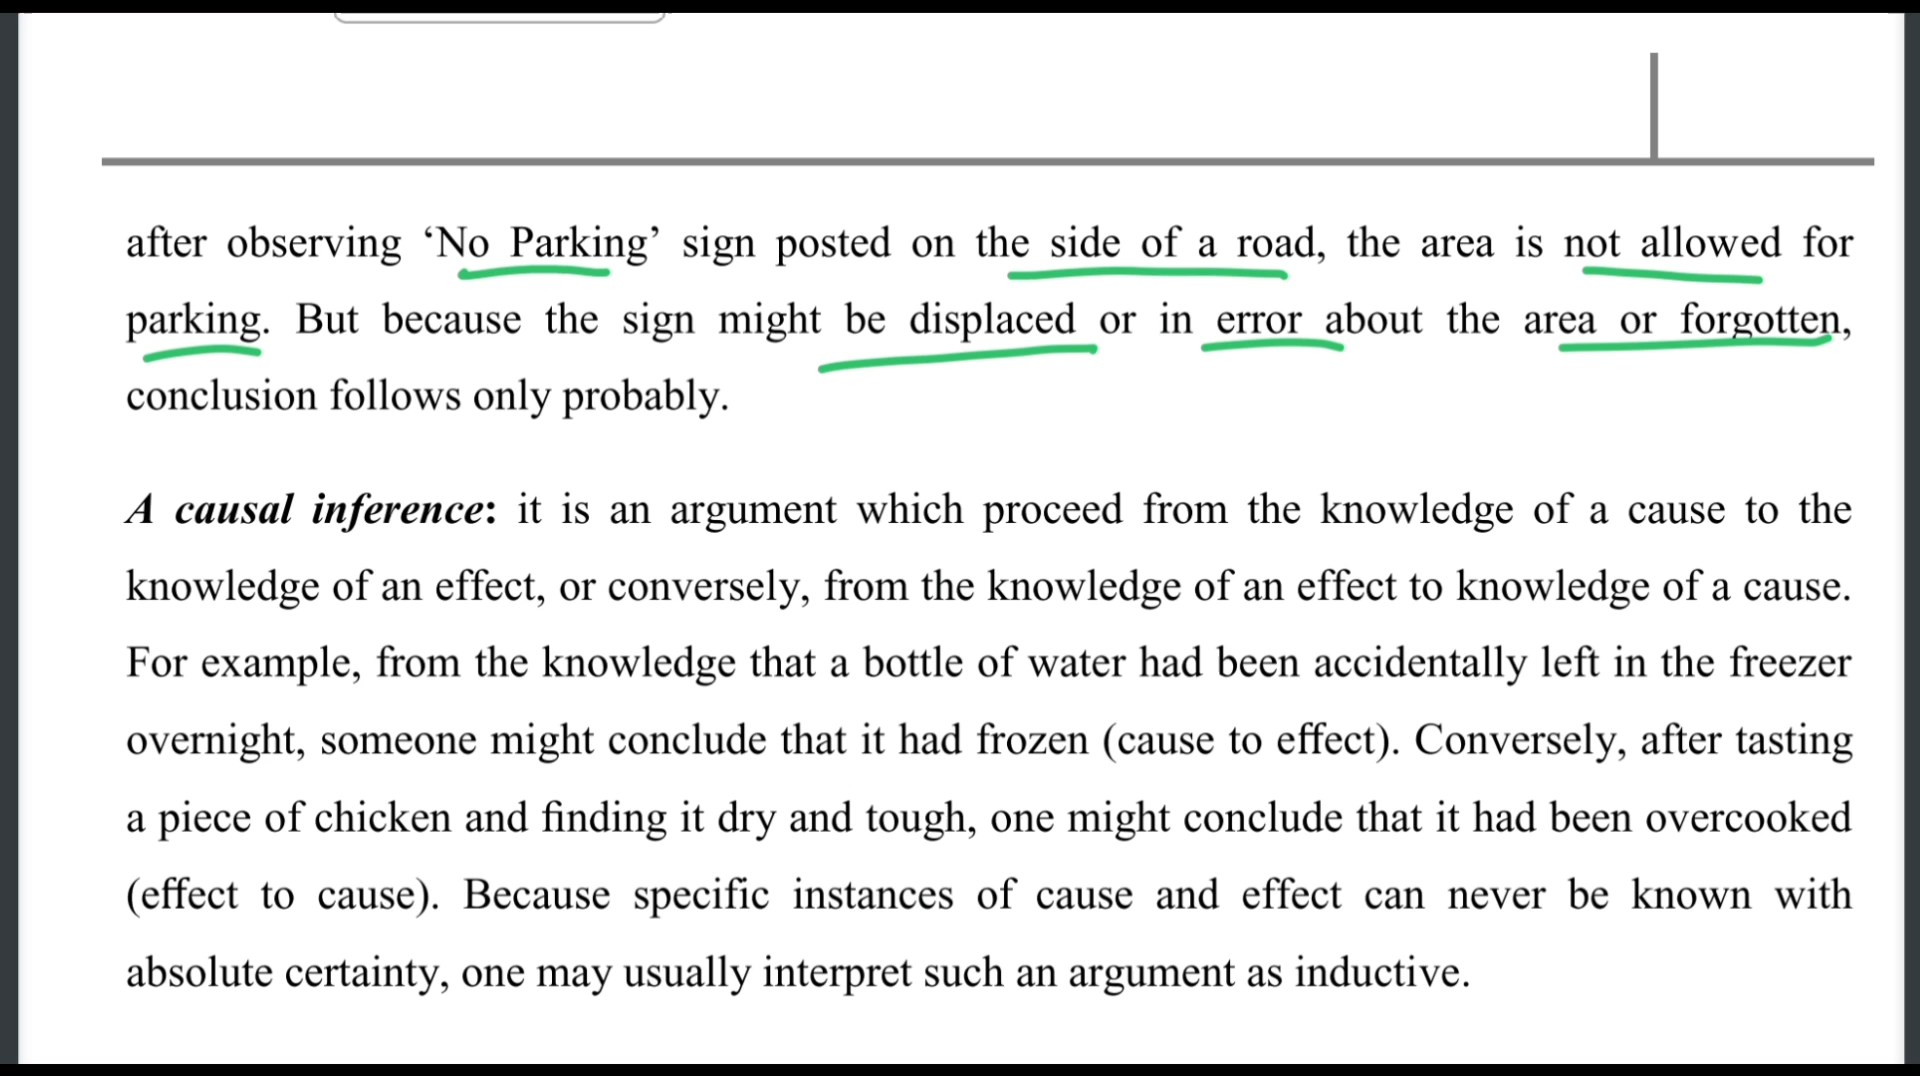 after observing ‘No Parking’ sign posted on the side of a road, the area is not allowed for
parking. But because the sign might be displaced or in error about the area or forgotten,
conclusion follows only probably.
A causal inference: it is an argument which proceed from the knowledge of a cause to the
knowledge of an effect, or conversely, from the knowledge of an effect to knowledge of a cause.
For example, from the knowledge that a bottle of water had been accidentally left in the freezer
overnight, someone might conclude that it had frozen (cause to effect). Conversely, after tasting
a piece of chicken and finding it dry and tough, one might conclude that it had been overcooked
(effect to cause). Because specific instances of cause and effect can never be known with
absolute certainty, one may usually interpret such an argument as inductive.